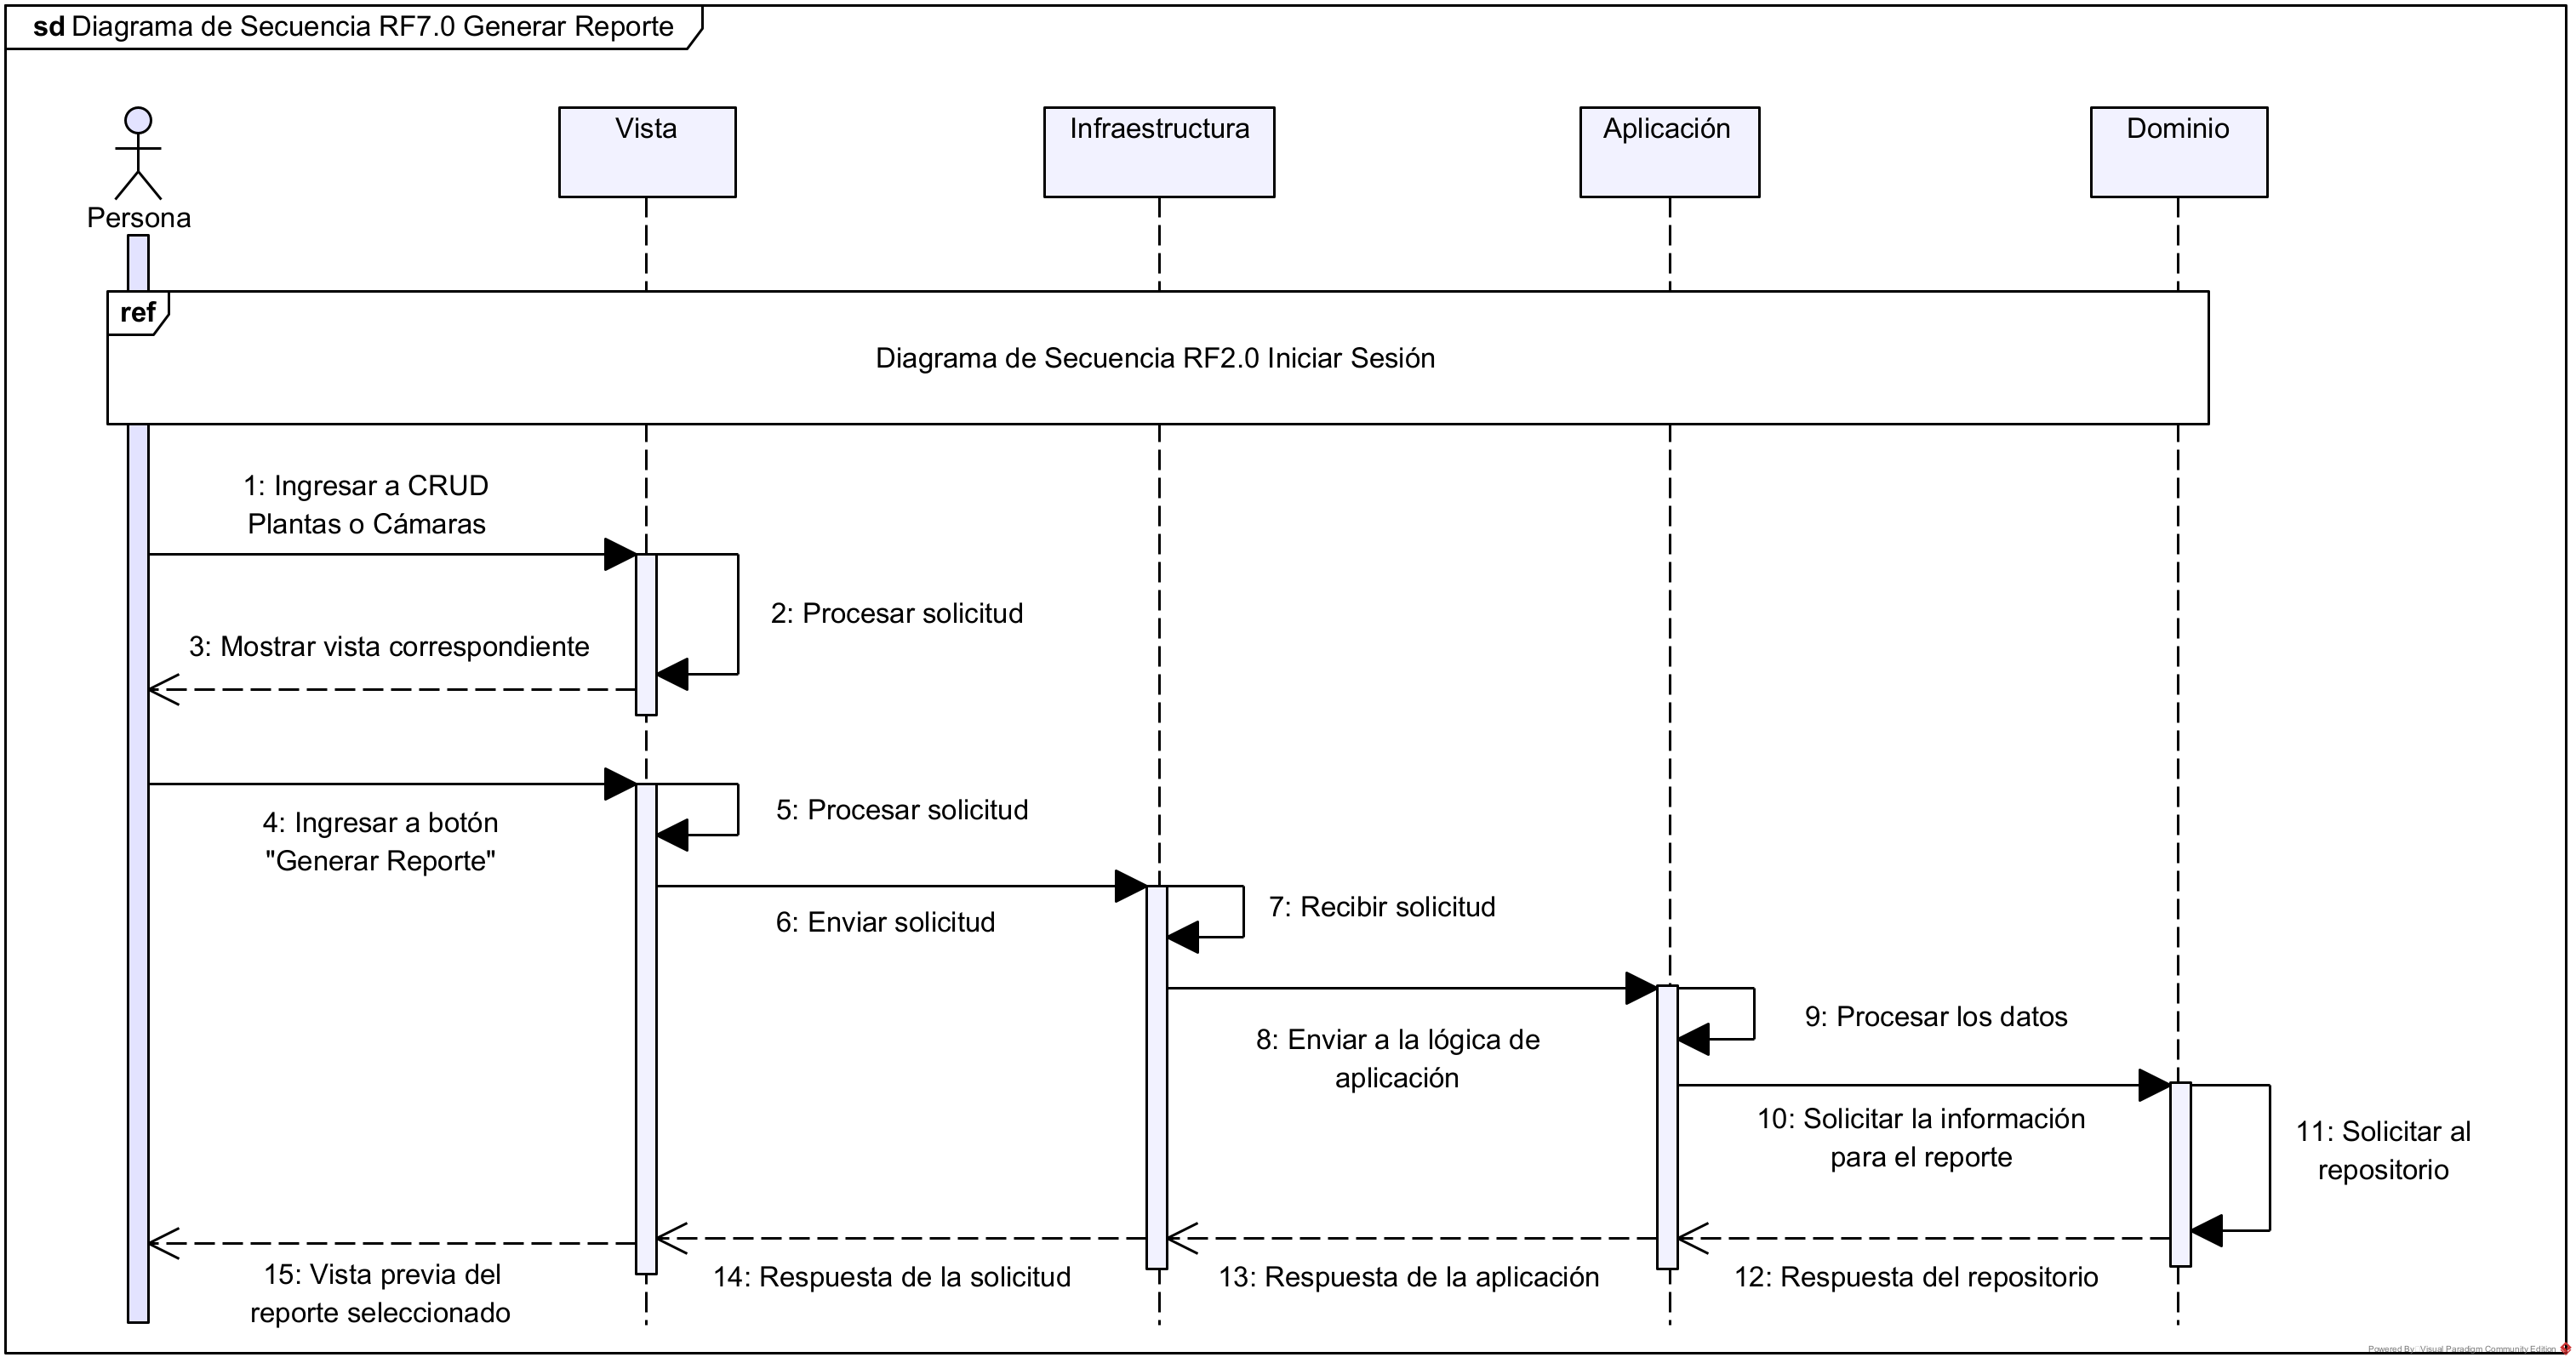 sd Diagrama de Secuencia RF7.0 Generar Reporte
Persona
Vista
Infraestructura
Aplicación
Dominio
ref
Diagrama de Secuencia RF2.0 Iniciar Sesión
1: Ingresar a CRUD
Plantas o Cámaras
2: Procesar solicitud
3: Mostrar vista correspondiente
4: Ingresar a botón
"Generar Reporte"
5: Procesar solicitud
6: Enviar solicitud
7: Recibir solicitud
8: Enviar a la lógica de
aplicación
9: Procesar los datos
10: Solicitar la información
para el reporte
11: Solicitar al
repositorio
12: Respuesta del repositorio
13: Respuesta de la aplicación
14: Respuesta de la solicitud
15: Vista previa del
reporte seleccionado
Powered By: Visual Paradigm Community Edition